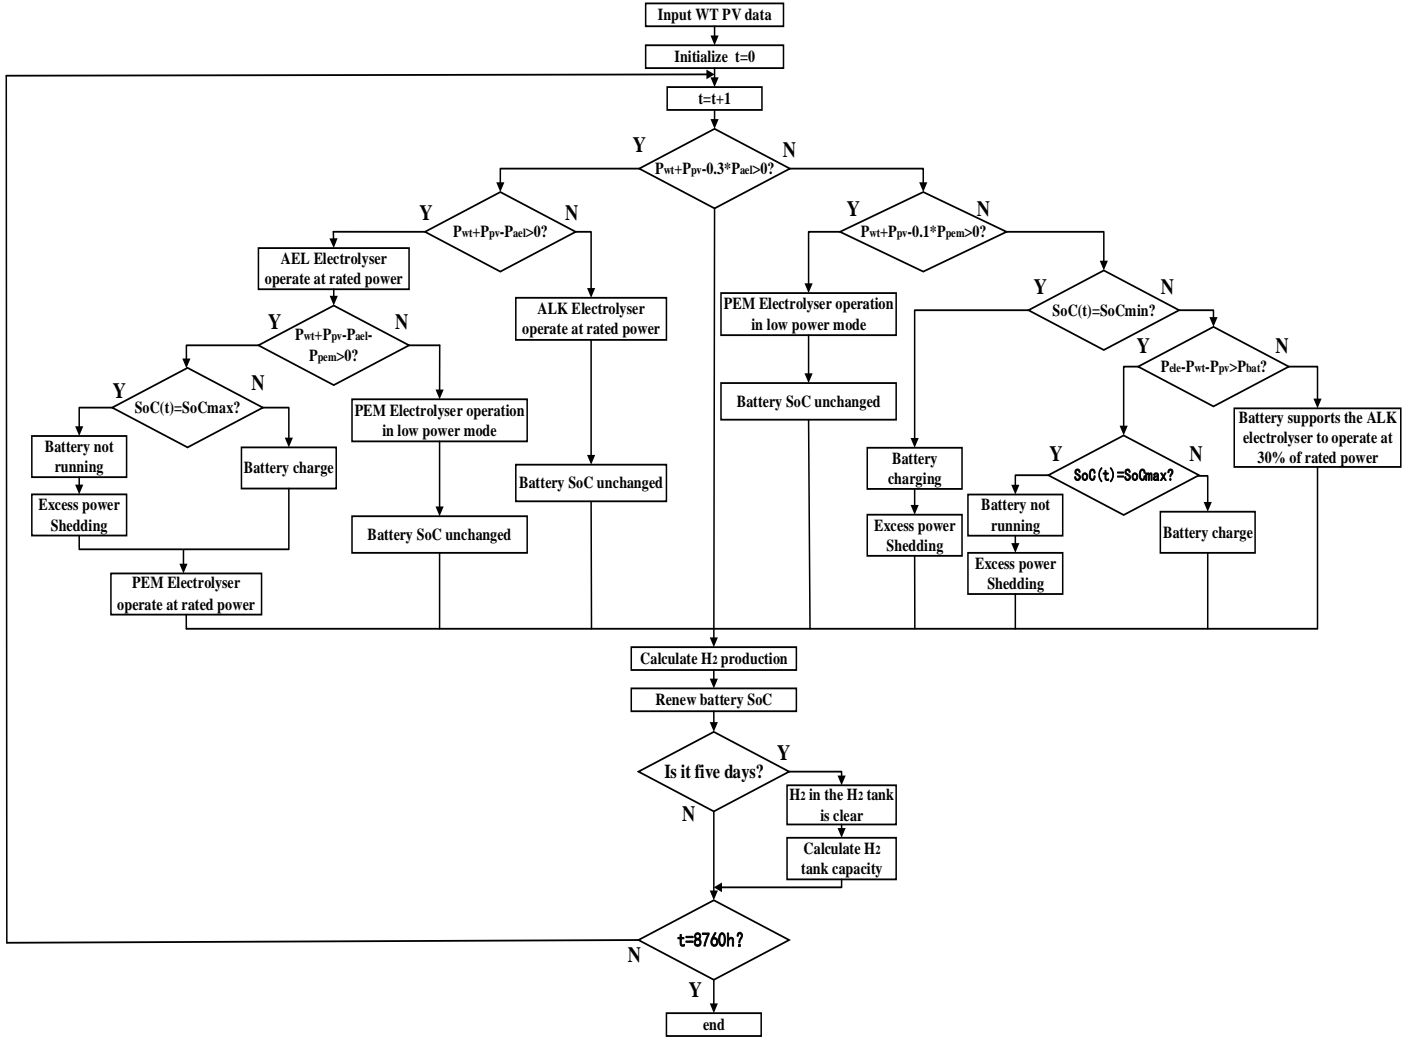 Input WT PV data
Initialize t=0
t=t+1
Pwt+Ppv-0.3*Pael>0?
Y
N
Pwt+Ppv-Pael>0?
Y
N
Pwt+Ppv-0.1*Ppem>0?
Y
N
AEL Electrolyser
operate at rated power
ALK Electrolyser
operate at rated power
PEM Electrolyser operation
in low power mode
SoC(t)=SoCmin?
Y
N
Pwt+Ppv-Pael-
Ppem>0?
Y
N
Pele-Pwt-Ppv>Pbat?
Y
N
SoC(t)=SoCmax?
Y
N
PEM Electrolyser operation
in low power mode
Battery SoC unchanged
Battery supports the ALK
electrolyser to operate at
30% of rated power
Battery not
running
Battery charge
Battery
charging
SoC(t)=SoCmax?
Y
N
Excess power
Shedding
Battery SoC unchanged
Battery SoC unchanged
Excess power
Shedding
Battery not
running
Battery charge
Excess power
Shedding
PEM Electrolyser
operate at rated power
Calculate H2 production
Renew battery SoC
Is it five days?
Y
N
H2 in the H2 tank
is clear
Calculate H2
tank capacity
t=8760h?
N
Y
end